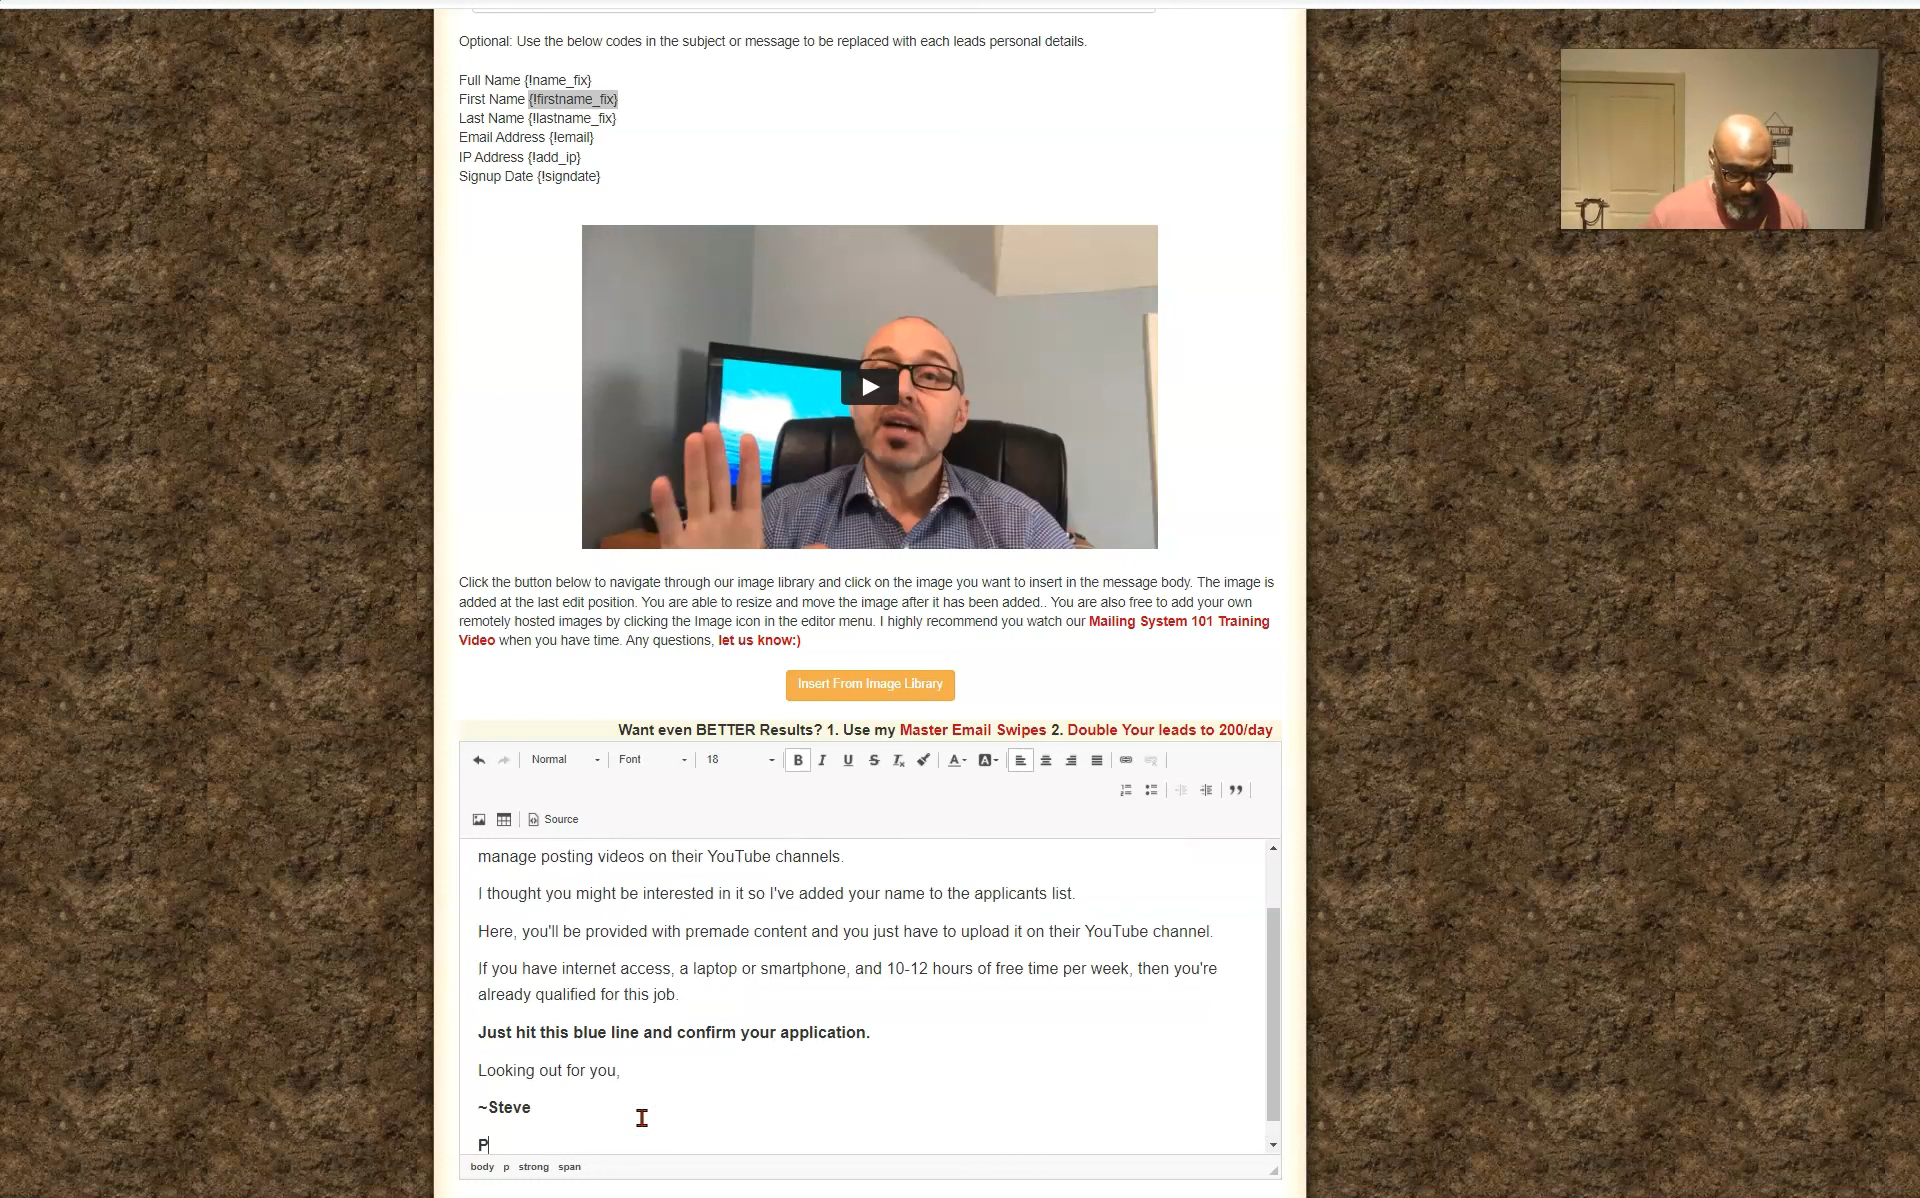 Optional: Use the below codes in the subject or message to be replaced with each leads personal details.
Full Name {!name_fix}
First Name {!firstname_fix}
Last Name {!lastname_fix}
Email Address {!email}
IP Address {!add_ip}
Signup Date {!signdate}
FOR ME
Click the button below to navigate through our image library and click on the image you want to insert in the message body. The image is
added at the last edit position. You are able to resize and move the image after it has been added.. You are also free to add your own
remotely hosted images by clicking the Image icon in the editor menu. I highly recommend you watch our Mailing System 101 Training
Video when you have time. Any questions, let us know:)
Insert From Image Library
Want even BETTER Results? 1. Use my Master Email Swipes 2. Double Your leads to 200/day
Normal Font 18
Source
manage posting videos on their YouTube channels.
I thought you might be interested in it so I've added your name to the applicants list.
Here, you'll be provided with premade content and you just have to upload it on their YouTube channel.
If you have internet access, a laptop or smartphone, and 10-12 hours of free time per week, then you're
already qualified for this job.
Just hit this blue line and confirm your application.
Looking out for you,
~Steve
P
body p strong span